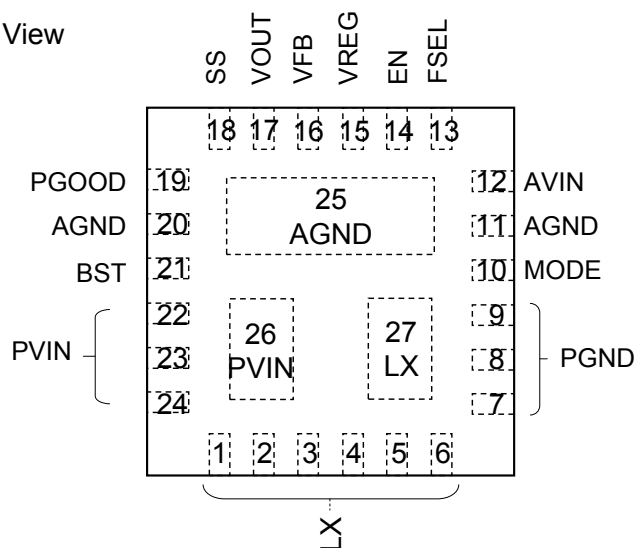 View
SS VOUT VFB VREG EN FSEL
18 17 16 15 14 13
PGOOD 19 12 AVIN
25
AGND 20 AGND 11 AGND
BST 21 10 MODE
22 9
26 27
PVIN 23 PVIN LX 8 PGND
24 7
1 2 3 4 5 6
LX